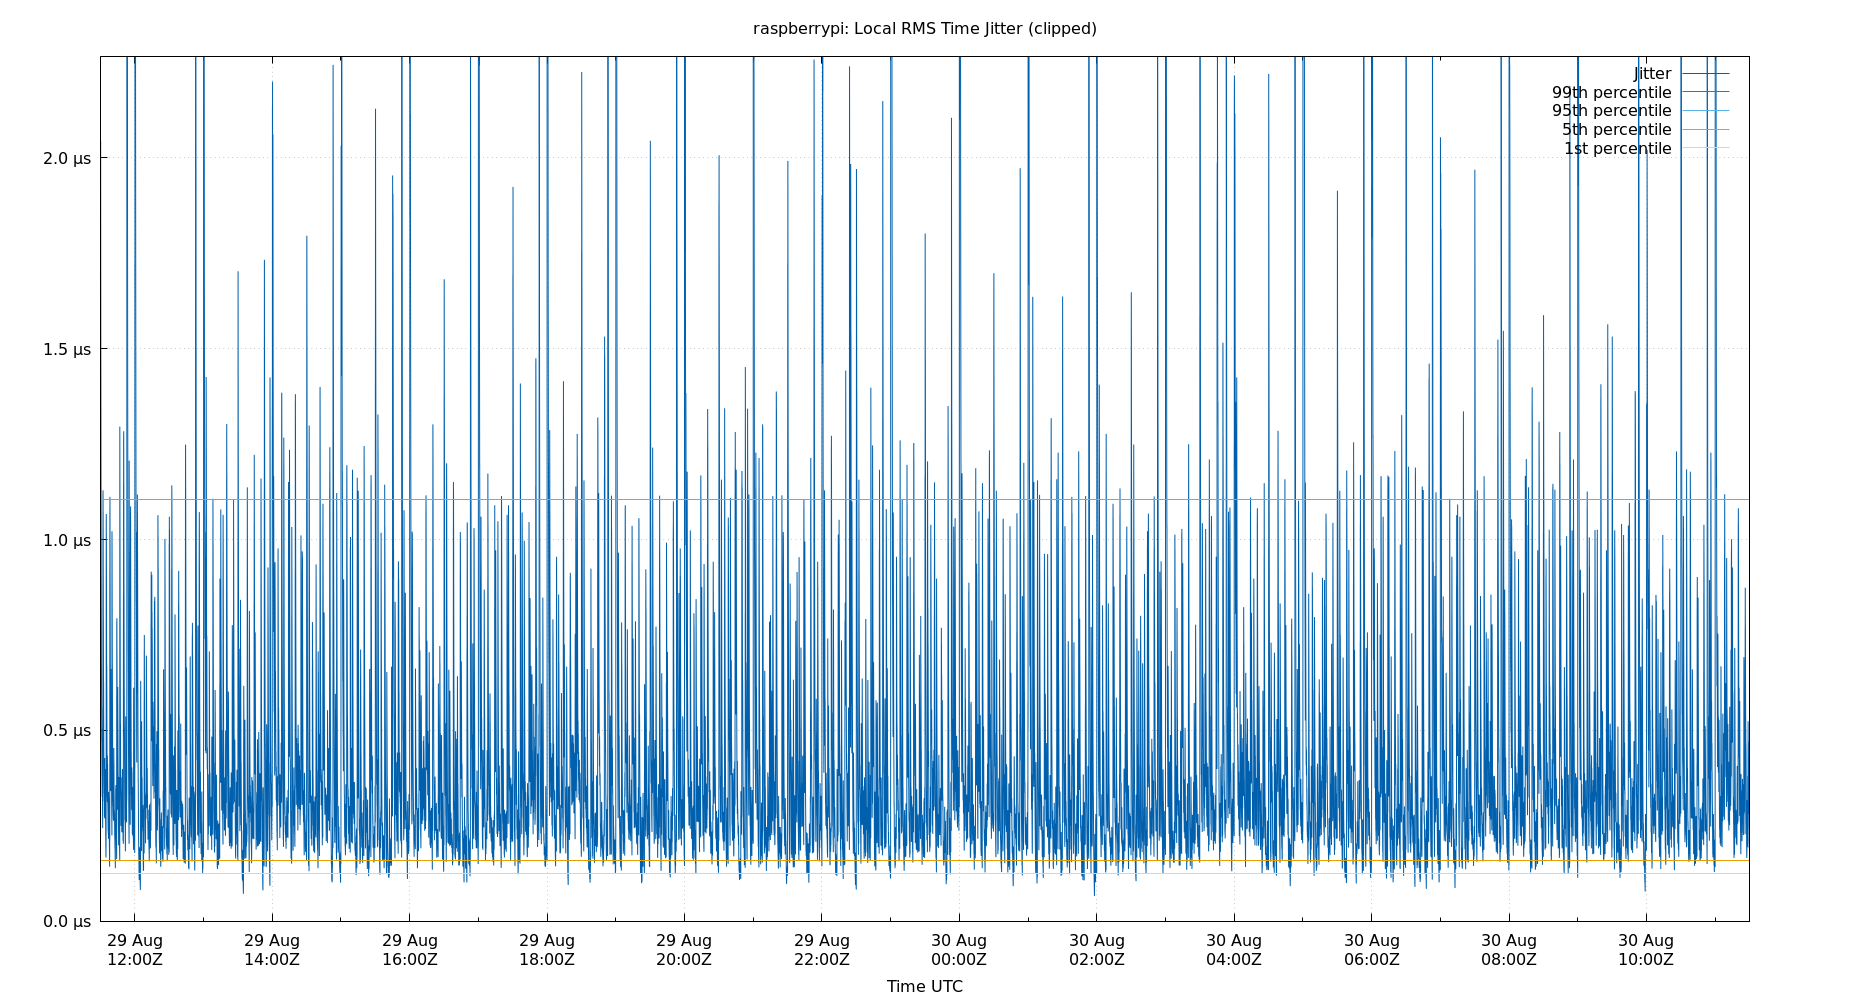 raspberrypi: Local RMS Time Jitter (clipped)
Jitter
99th percentile
95th percentile
5th percentile
1st percentile
2.0 µs
1.5 µs
1.0 µs
0.5 µs
0.0 µs
29 Aug 29 Aug 29 Aug 29 Aug 29 Aug 29 Aug 30 Aug 30 Aug 30 Aug 30 Aug 30 Aug 30 Aug
12:00Z 14:00Z 16:00Z 18:00Z 20:00Z 22:00Z 00:00Z 02:00Z 04:00Z 06:00Z 08:00Z 10:00Z
Time UTC